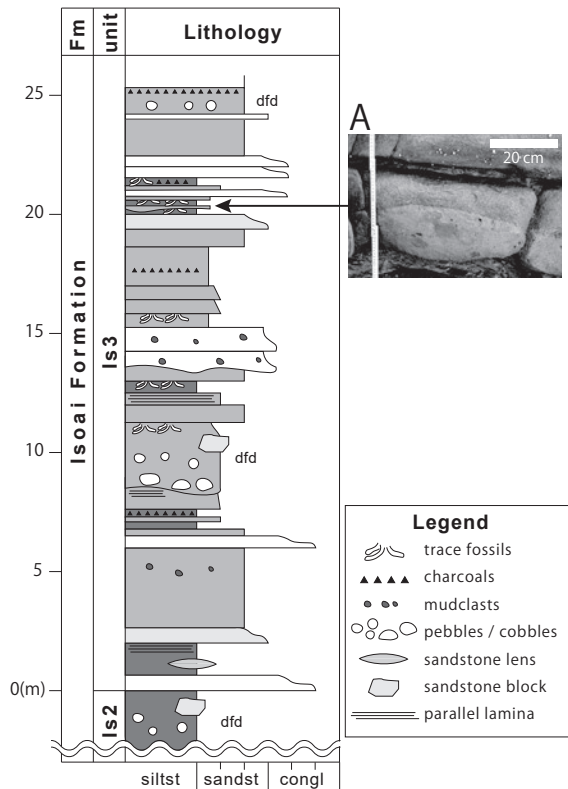 Fm
unit
Lithology
25
20
15
10
5
0(m)
Isoai Formation
Is3
Is2
dfd
dfd
dfd
siltst
sandst
congl
A
20 cm
Legend
trace fossils
charcoals
mudclasts
pebbles / cobbles
sandstone lens
sandstone block
parallel lamina